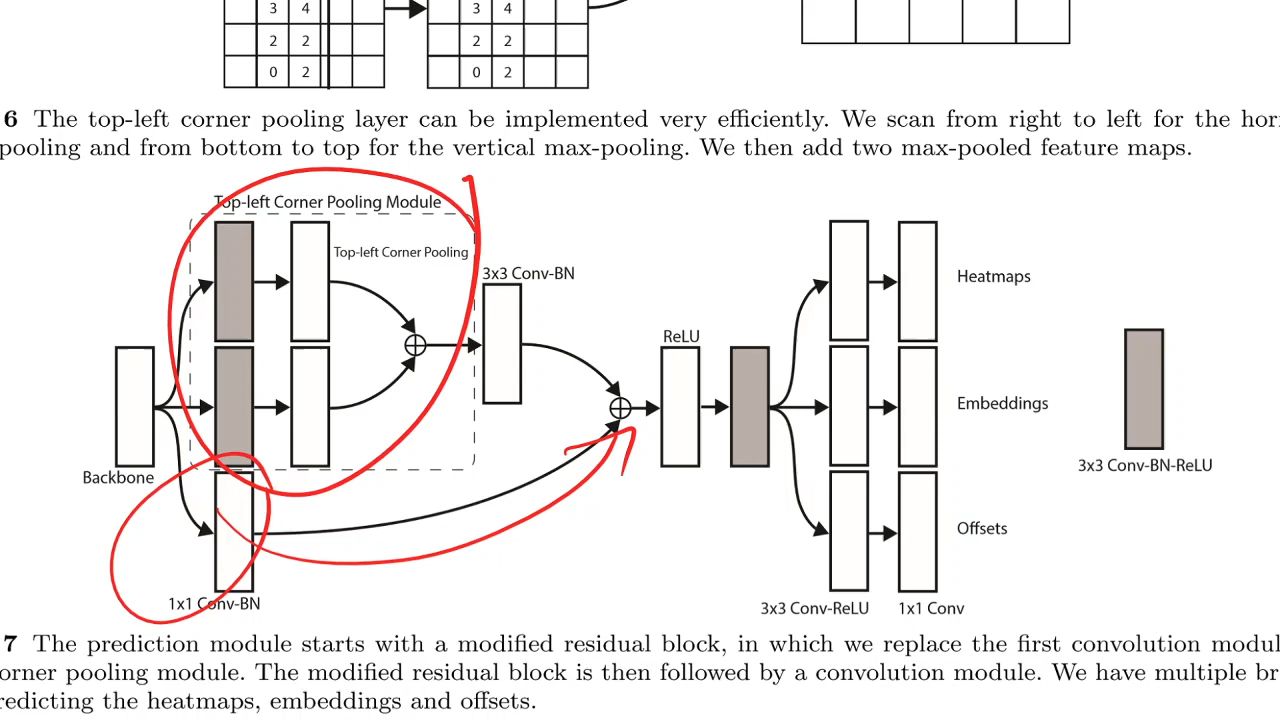 3 4 3 4
2 2 2 2
0 2 0 2
6 The top-left corner pooling layer can be implemented very efficiently. We scan from right to left for the hori
pooling and from bottom to top for the vertical max-pooling. We then add two max-pooled feature maps.
Top-left Corner Pooling Module
Top-left Corner Pooling
3x3 Conv-BN
Heatmaps
ReLU
Embeddings
Backbone
3x3 Conv-BN-ReLU
Offsets
1x1 Conv-BN
3x3 Conv-ReLU
1x1 Conv
7 The prediction module starts with a modified residual block, in which we replace the first convolution modul
orner pooling module. The modified residual block is then followed by a convolution module. We have multiple br
redicting the heatmaps, embeddings and offsets.